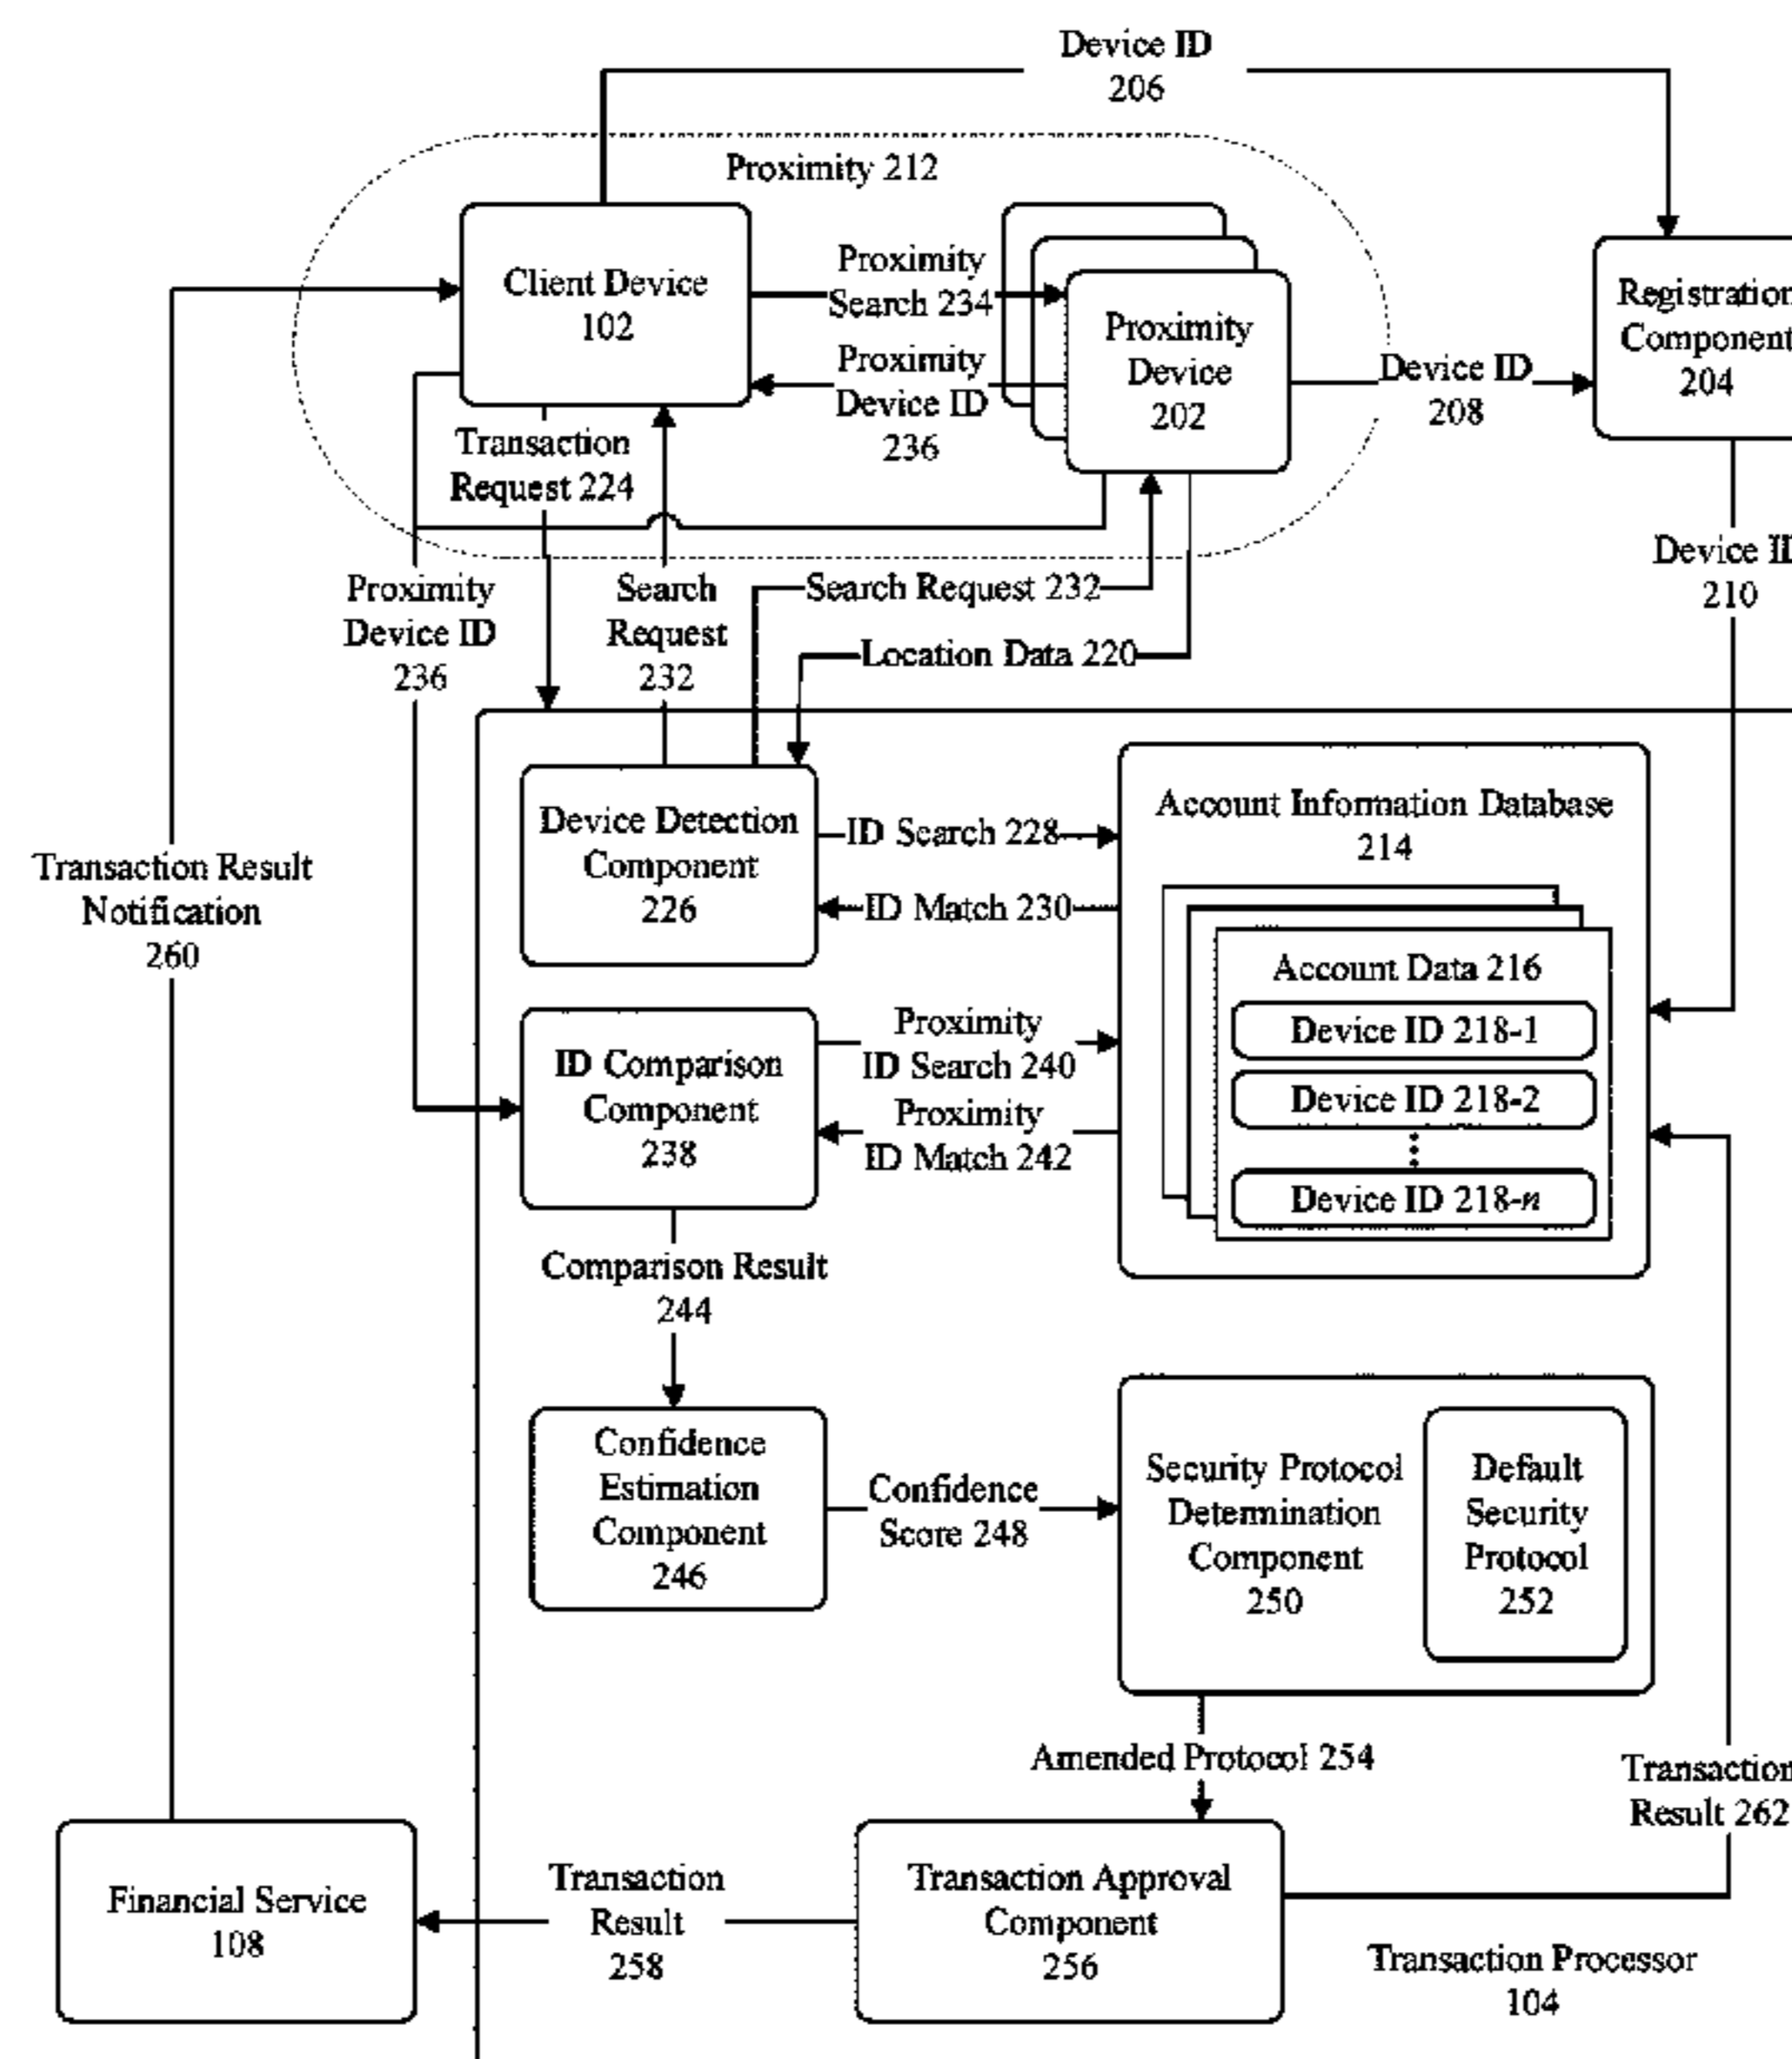 Device ID
206
Proximity 212
Client Device
102
Proximity
Search 234
Proximity
Device ID
236
Proximity
Device
202
Device ID
208
Registration
Component
204
Transaction
Request 224
Device ID
210
Proximity
Device ID
236
Search
Request
232
Search Request 232
Location Data 220
Device Detection
Component
226
ID Search 228
ID Match 230
Account Information Database
214
Account Data 216
Device ID 218-1
Device ID 218-2
Device ID 218-n
Transaction Result
Notification
260
ID Comparison
Component
238
Proximity
ID Search 240
Proximity
ID Match 242
Comparison Result
244
Confidence
Estimation
Component
246
Confidence
Score 248
Security Protocol
Determination
Component
250
Default
Security
Protocol
252
Amended Protocol 254
Transaction
Result 262
Financial Service
108
Transaction
Result
258
Transaction Approval
Component
256
Transaction Processor
104